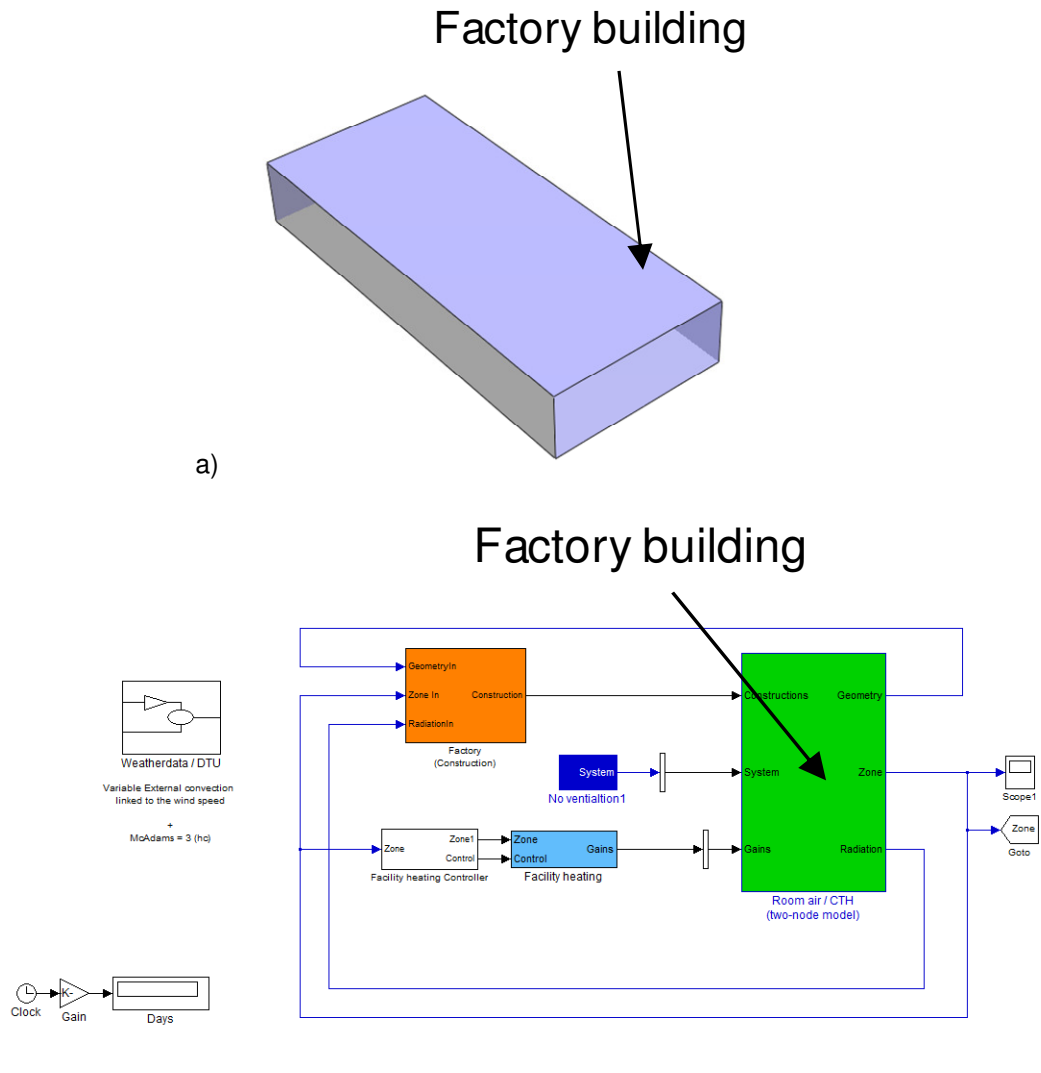 Factory building
a)
Factory building
GeometryIn
Zone In
Construction
RadiationIn
Factory
(Construction)
Constructions
Geometry
System
Zone
Gains
Radiation
Room air / CTH
(two-node model)
Weatherdata / DTU
Variable External convection
linked to the wind speed
+
McAdams = 3 (hc)
System
No ventialtion1
Scope1
Zone
Goto
Zone
Zone1
Control
Facility heating Controller
Zone
Control
Gains
Facility heating
Clock
K-
Gain
Days